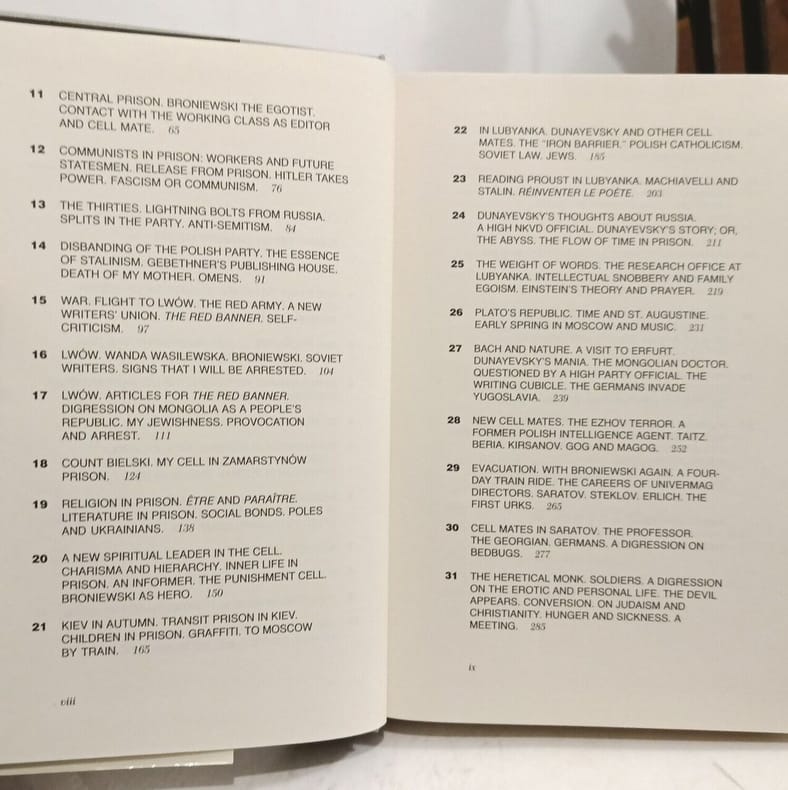 11 CENTRAL PRISON. BRONIEWSKI THE EGOTIST.
CONTACT WITH THE WORKING CLASS AS EDITOR
AND CELL MATE. 65
12 COMMUNISTS IN PRISON: WORKERS AND FUTURE
STATESMEN. RELEASE FROM PRISON. HITLER TAKES
POWER. FASCISM OR COMMUNISM. 76
13 THE THIRTIES. LIGHTNING BOLTS FROM RUSSIA.
SPLITS IN THE PARTY. ANTI-SEMITISM. 84
14 DISBANDING OF THE POLISH PARTY. THE ESSENCE
OF STALINISM. GEBETHNER'S PUBLISHING HOUSE.
DEATH OF MY MOTHER. OMENS. 91
15 WAR. FLIGHT TO LWÓW. THE RED ARMY. A NEW
WRITERS' UNION. THE RED BANNER. SELF-
CRITICISM. 97
16 LWÓW. WANDA WASILEWSKA. BRONIEWSKI. SOVIET
WRITERS. SIGNS THAT I WILL BE ARRESTED. 104
17 LWÓW. ARTICLES FOR THE RED BANNER.
DIGRESSION ON MONGOLIA AS A PEOPLE'S
REPUBLIC. MY JEWISHNESS. PROVOCATION
AND ARREST. 111
18 COUNT BIELSKI. MY CELL IN ZAMARSTYNÓW
PRISON. 124
19 RELIGION IN PRISON. ÊTRE AND PARAÎTRE.
LITERATURE IN PRISON. SOCIAL BONDS. POLES
AND UKRAINIANS. 138
20 A NEW SPIRITUAL LEADER IN THE CELL.
CHARISMA AND HIERARCHY. INNER LIFE IN
PRISON. AN INFORMER. THE PUNISHMENT CELL.
BRONIEWSKI AS HERO. 150
21 KIEV IN AUTUMN. TRANSIT PRISON IN KIEV.
CHILDREN IN PRISON. GRAFFITI. TO MOSCOW
BY TRAIN. 165
viii
22 IN LUBYANKA. DUNAYEVSKY AND OTHER CELL
MATES. THE "IRON BARRIER." POLISH CATHOLICISM.
SOVIET LAW. JEWS. 185
23 READING PROUST IN LUBYANKA. MACHIAVELLI AND
STALIN. RÉINVENTER LE POÈTE. 203
24 DUNAYEVSKY'S THOUGHTS ABOUT RUSSIA.
A HIGH NKVD OFFICIAL. DUNAYEVSKY'S STORY; OR,
THE ABYSS. THE FLOW OF TIME IN PRISON. 211
25 THE WEIGHT OF WORDS. THE RESEARCH OFFICE AT
LUBYANKA. INTELLECTUAL SNOBBERY AND FAMILY
EGOISM. EINSTEIN'S THEORY AND PRAYER. 219
26 PLATO'S REPUBLIC. TIME AND ST. AUGUSTINE.
EARLY SPRING IN MOSCOW AND MUSIC. 231
27 BACH AND NATURE. A VISIT TO ERFURT.
DUNAYEVSKY'S MANIA. THE MONGOLIAN DOCTOR.
QUESTIONED BY A HIGH PARTY OFFICIAL. THE
WRITING CUBICLE. THE GERMANS INVADE
YUGOSLAVIA. 239
28 NEW CELL MATES. THE EZHOV TERROR. A
FORMER POLISH INTELLIGENCE AGENT. TAITZ.
BERIA. KIRSANOV. GOG AND MAGOG. 252
29 EVACUATION. WITH BRONIEWSKI AGAIN. A FOUR-
DAY TRAIN RIDE. THE CAREERS OF UNIVERMAG
DIRECTORS. SARATOV. STEKLOV. ERLICH. THE
FIRST URKS. 265
30 CELL MATES IN SARATOV. THE PROFESSOR.
THE GEORGIAN. GERMANS. A DIGRESSION ON
BEDBUGS. 277
31 THE HERETICAL MONK. SOLDIERS. A DIGRESSION
ON THE EROTIC AND PERSONAL LIFE. THE DEVIL
APPEARS. CONVERSION. ON JUDAISM AND
CHRISTIANITY. HUNGER AND SICKNESS. A
MEETING. 285
ix